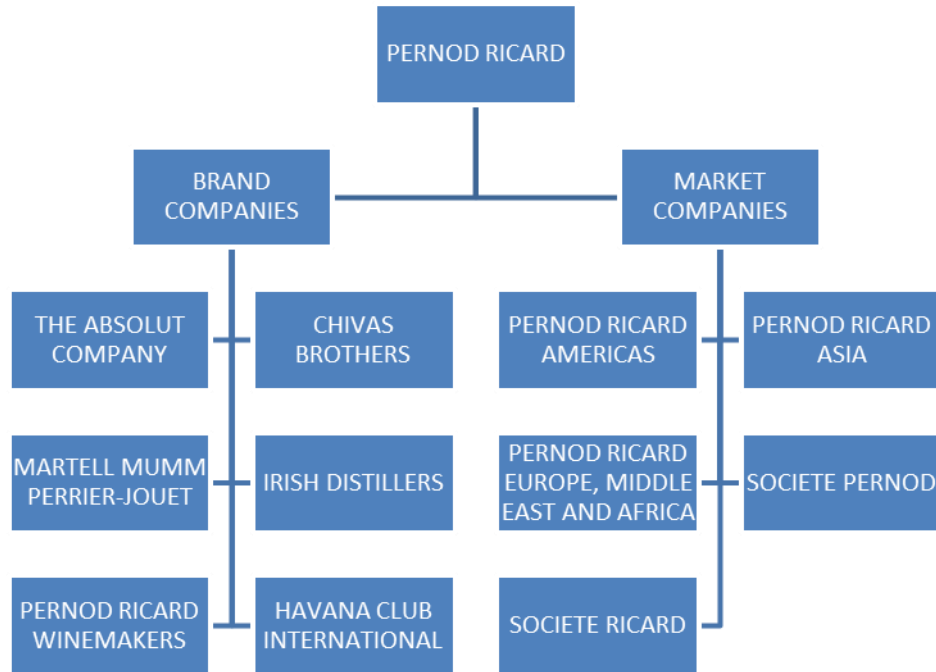 PERNOD RICARD
BRAND
COMPANIES
MARKET
COMPANIES
THE ABSOLUT
COMPANY
CHIVAS
BROTHERS
PERNOD RICARD
AMERICAS
PERNOD RICARD
ASIA
MARTELL MUMM
PERRIER-JOUET
IRISH DISTILLERS
PERNOD RICARD
EUROPE, MIDDLE
EAST AND AFRICA
SOCIETE PERNOD
PERNOD RICARD
WINEMAKERS
HAVANA CLUB
INTERNATIONAL
SOCIETE RICARD